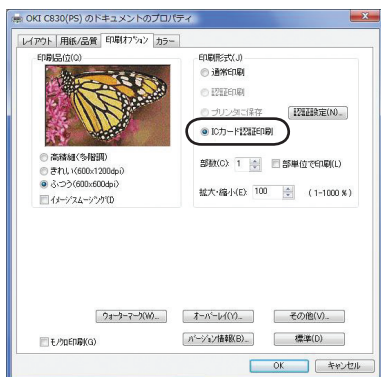 OKI C830(PS) のドキュメントのプロパティ
レイアウト 用紙/品質 印刷オプション カラー
印刷品位(Q)
高精細(多階調)
きれい(600x1200dpi)
ふつう(600x600dpi)
イメージスムージング(I)
印刷形式(J)
通常印刷
認証印刷
プリンタに保存
認証設定(N)...
ICカード認証印刷
部数(C): 1
部単位で印刷(L)
拡大・縮小(E): 100 (1-1000 %)
ウォーターマーク(W)... オーバーレイ(Y)... その他(V)...
モノクロ印刷(G) バージョン情報(B)... 標準(D)
OK キャンセル